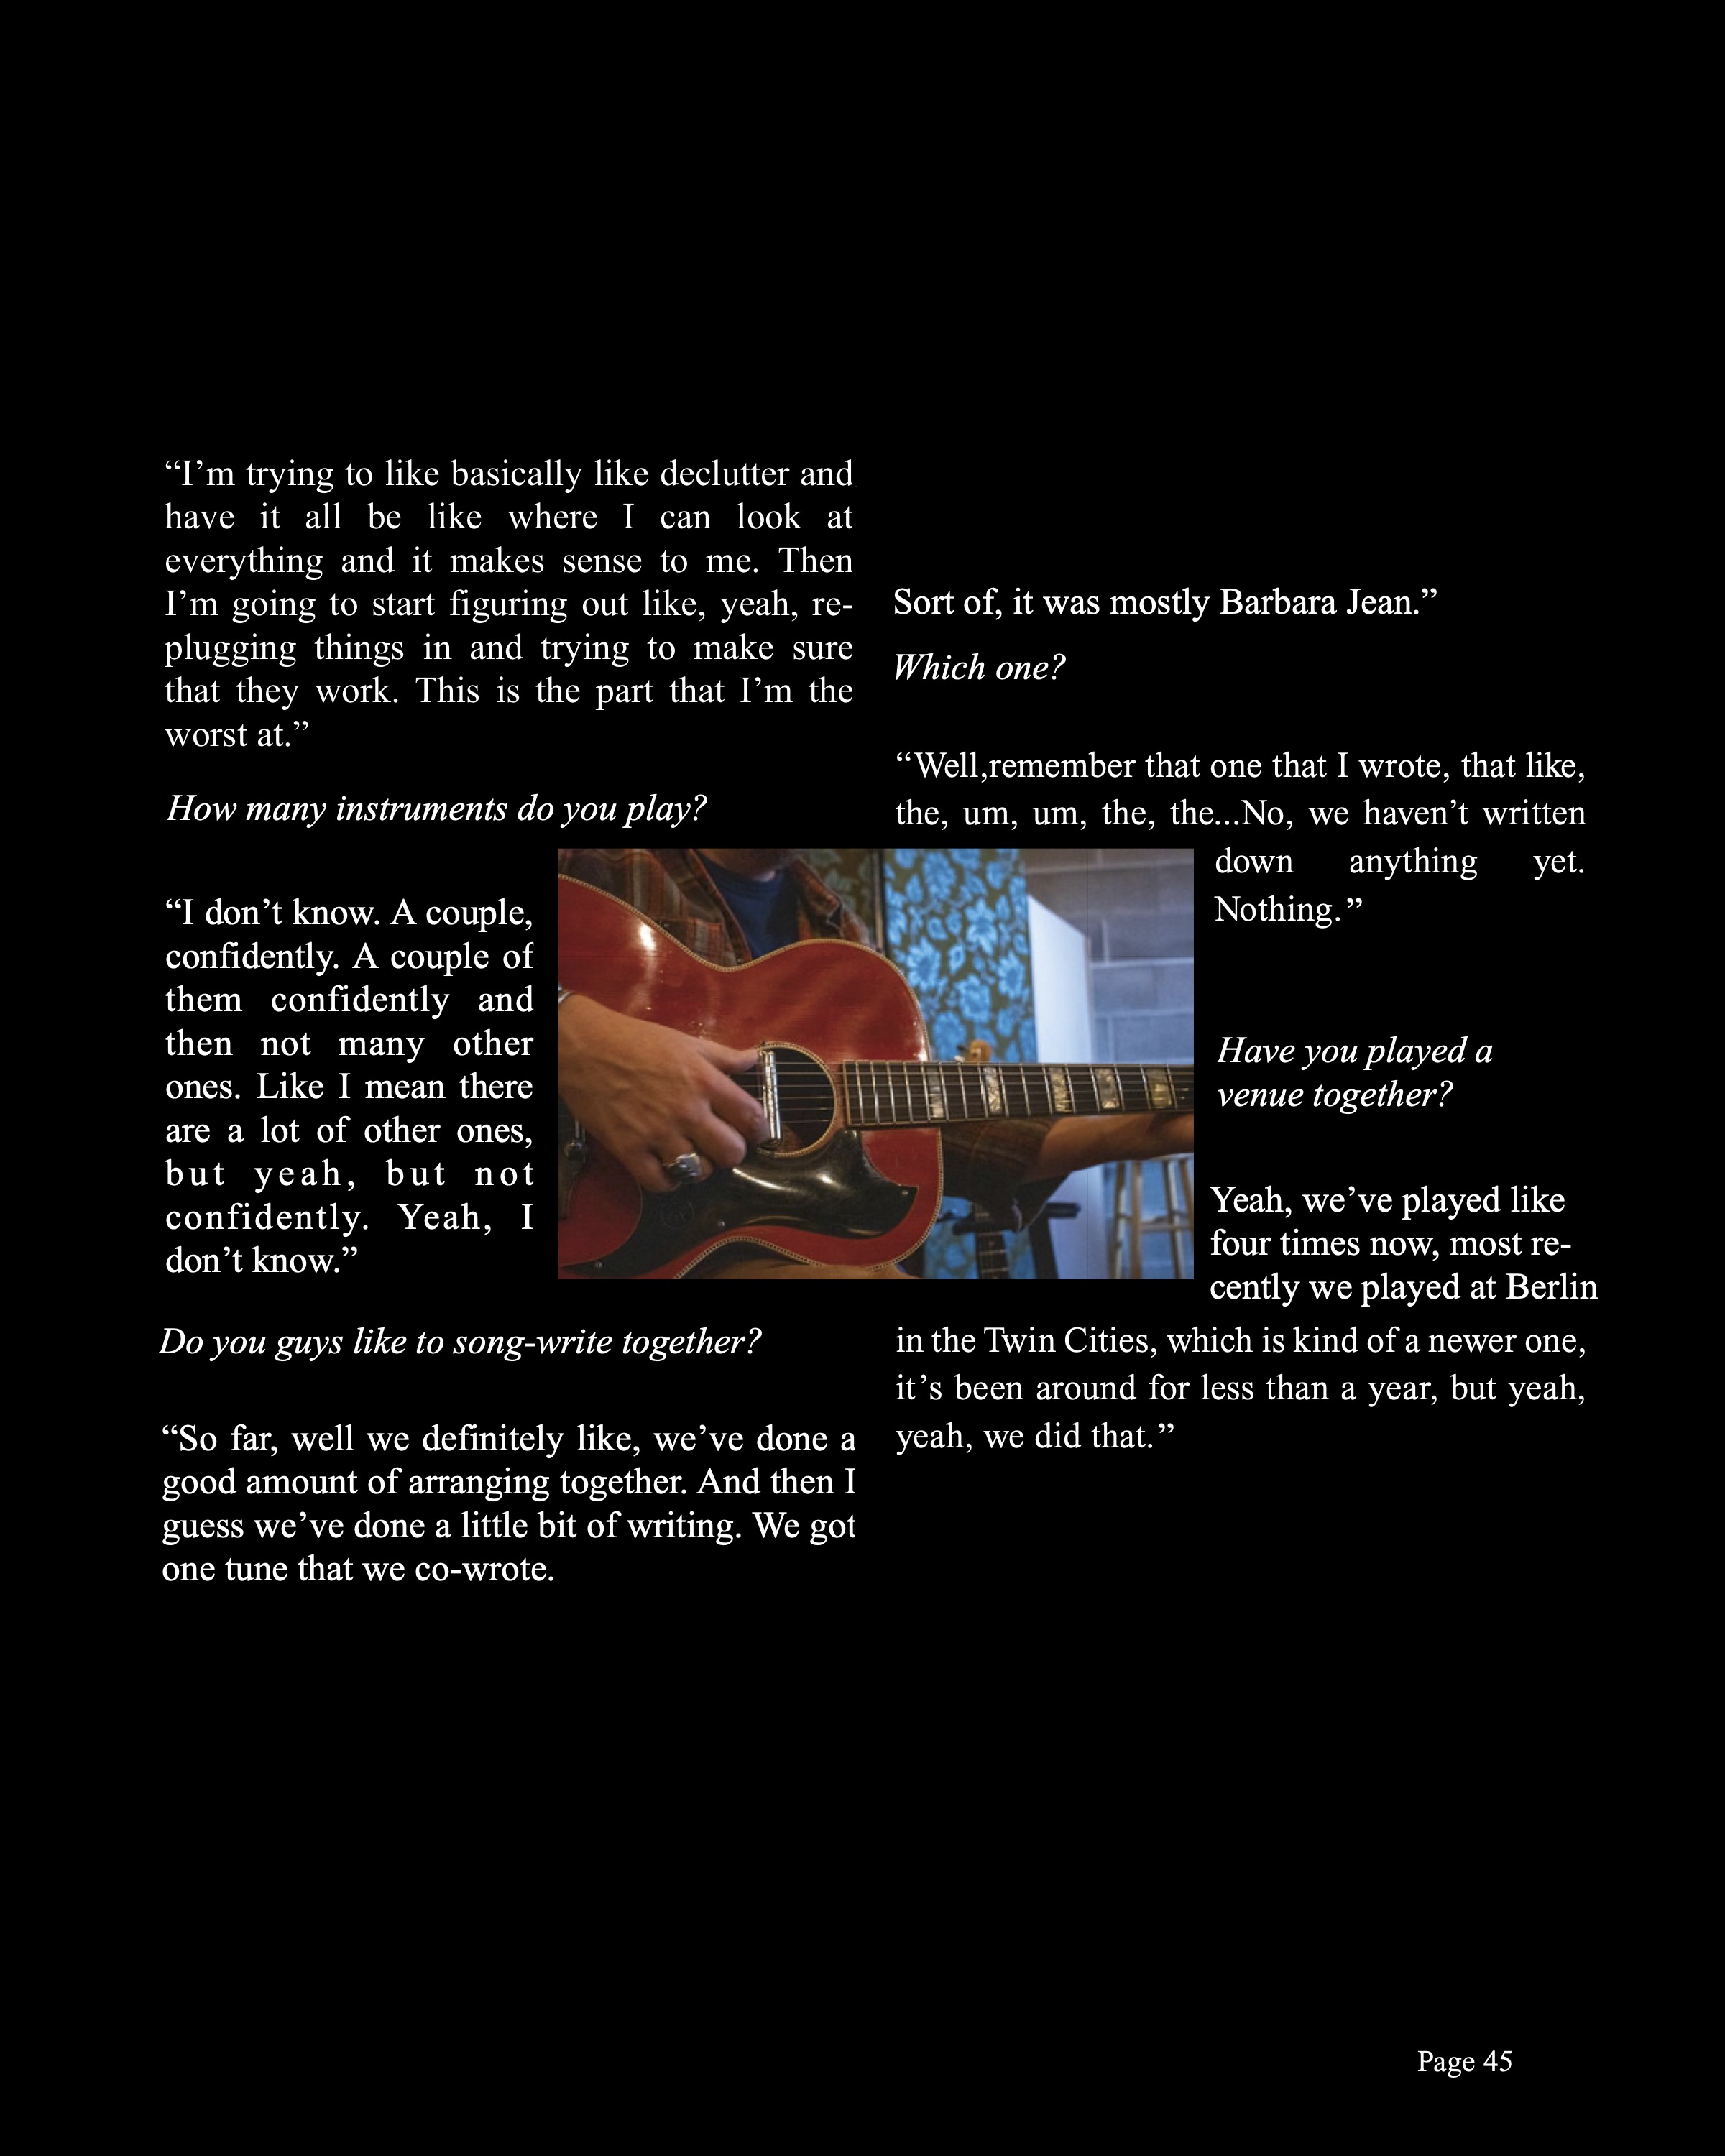 “I’m trying to like basically like declutter and
have it all be like where I can look at
everything and it makes sense to me. Then
I’m going to start figuring out like, yeah, re-
plugging things in and trying to make sure
that they work. This is the part that I’m the
worst at.”
How many instruments do you play?
“I don’t know. A couple,
confidently. A couple of
them confidently and
then not many other
ones. Like I mean there
are a lot of other ones,
but yeah, but not
confidently. Yeah, I
don’t know.”
Do you guys like to song-write together?
“So far, well we definitely like, we’ve done a
good amount of arranging together. And then I
guess we’ve done a little bit of writing. We got
one tune that we co-wrote.
Sort of, it was mostly Barbara Jean.”
Which one?
“Well,remember that one that I wrote, that like,
the, um, um, the, the...No, we haven’t written
down anything yet.
Nothing.”
Have you played a
venue together?
Yeah, we’ve played like
four times now, most re-
cently we played at Berlin
in the Twin Cities, which is kind of a newer one,
it’s been around for less than a year, but yeah,
yeah, we did that.”
Page 45